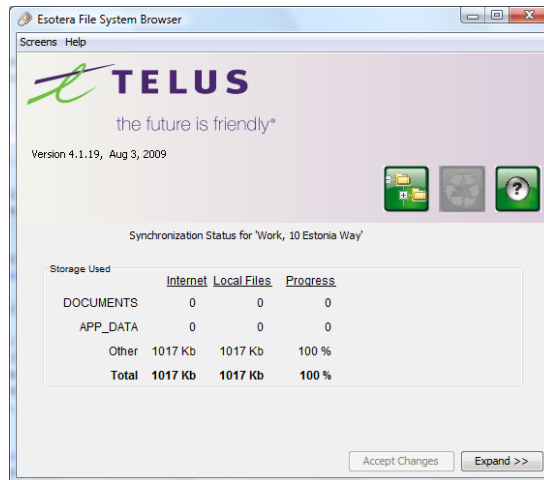 Esotera File System Browser
Screens Help
TELUS
the future is friendly®
Version 4.1.19, Aug 3, 2009
?
Synchronization Status for 'Work, 10 Estonia Way'
Storage Used
Internet Local Files Progress
DOCUMENTS 0 0 0
APP_DATA 0 0 0
Other 1017 Kb 1017 Kb 100 %
Total 1017 Kb 1017 Kb 100 %
Accept Changes Expand >>